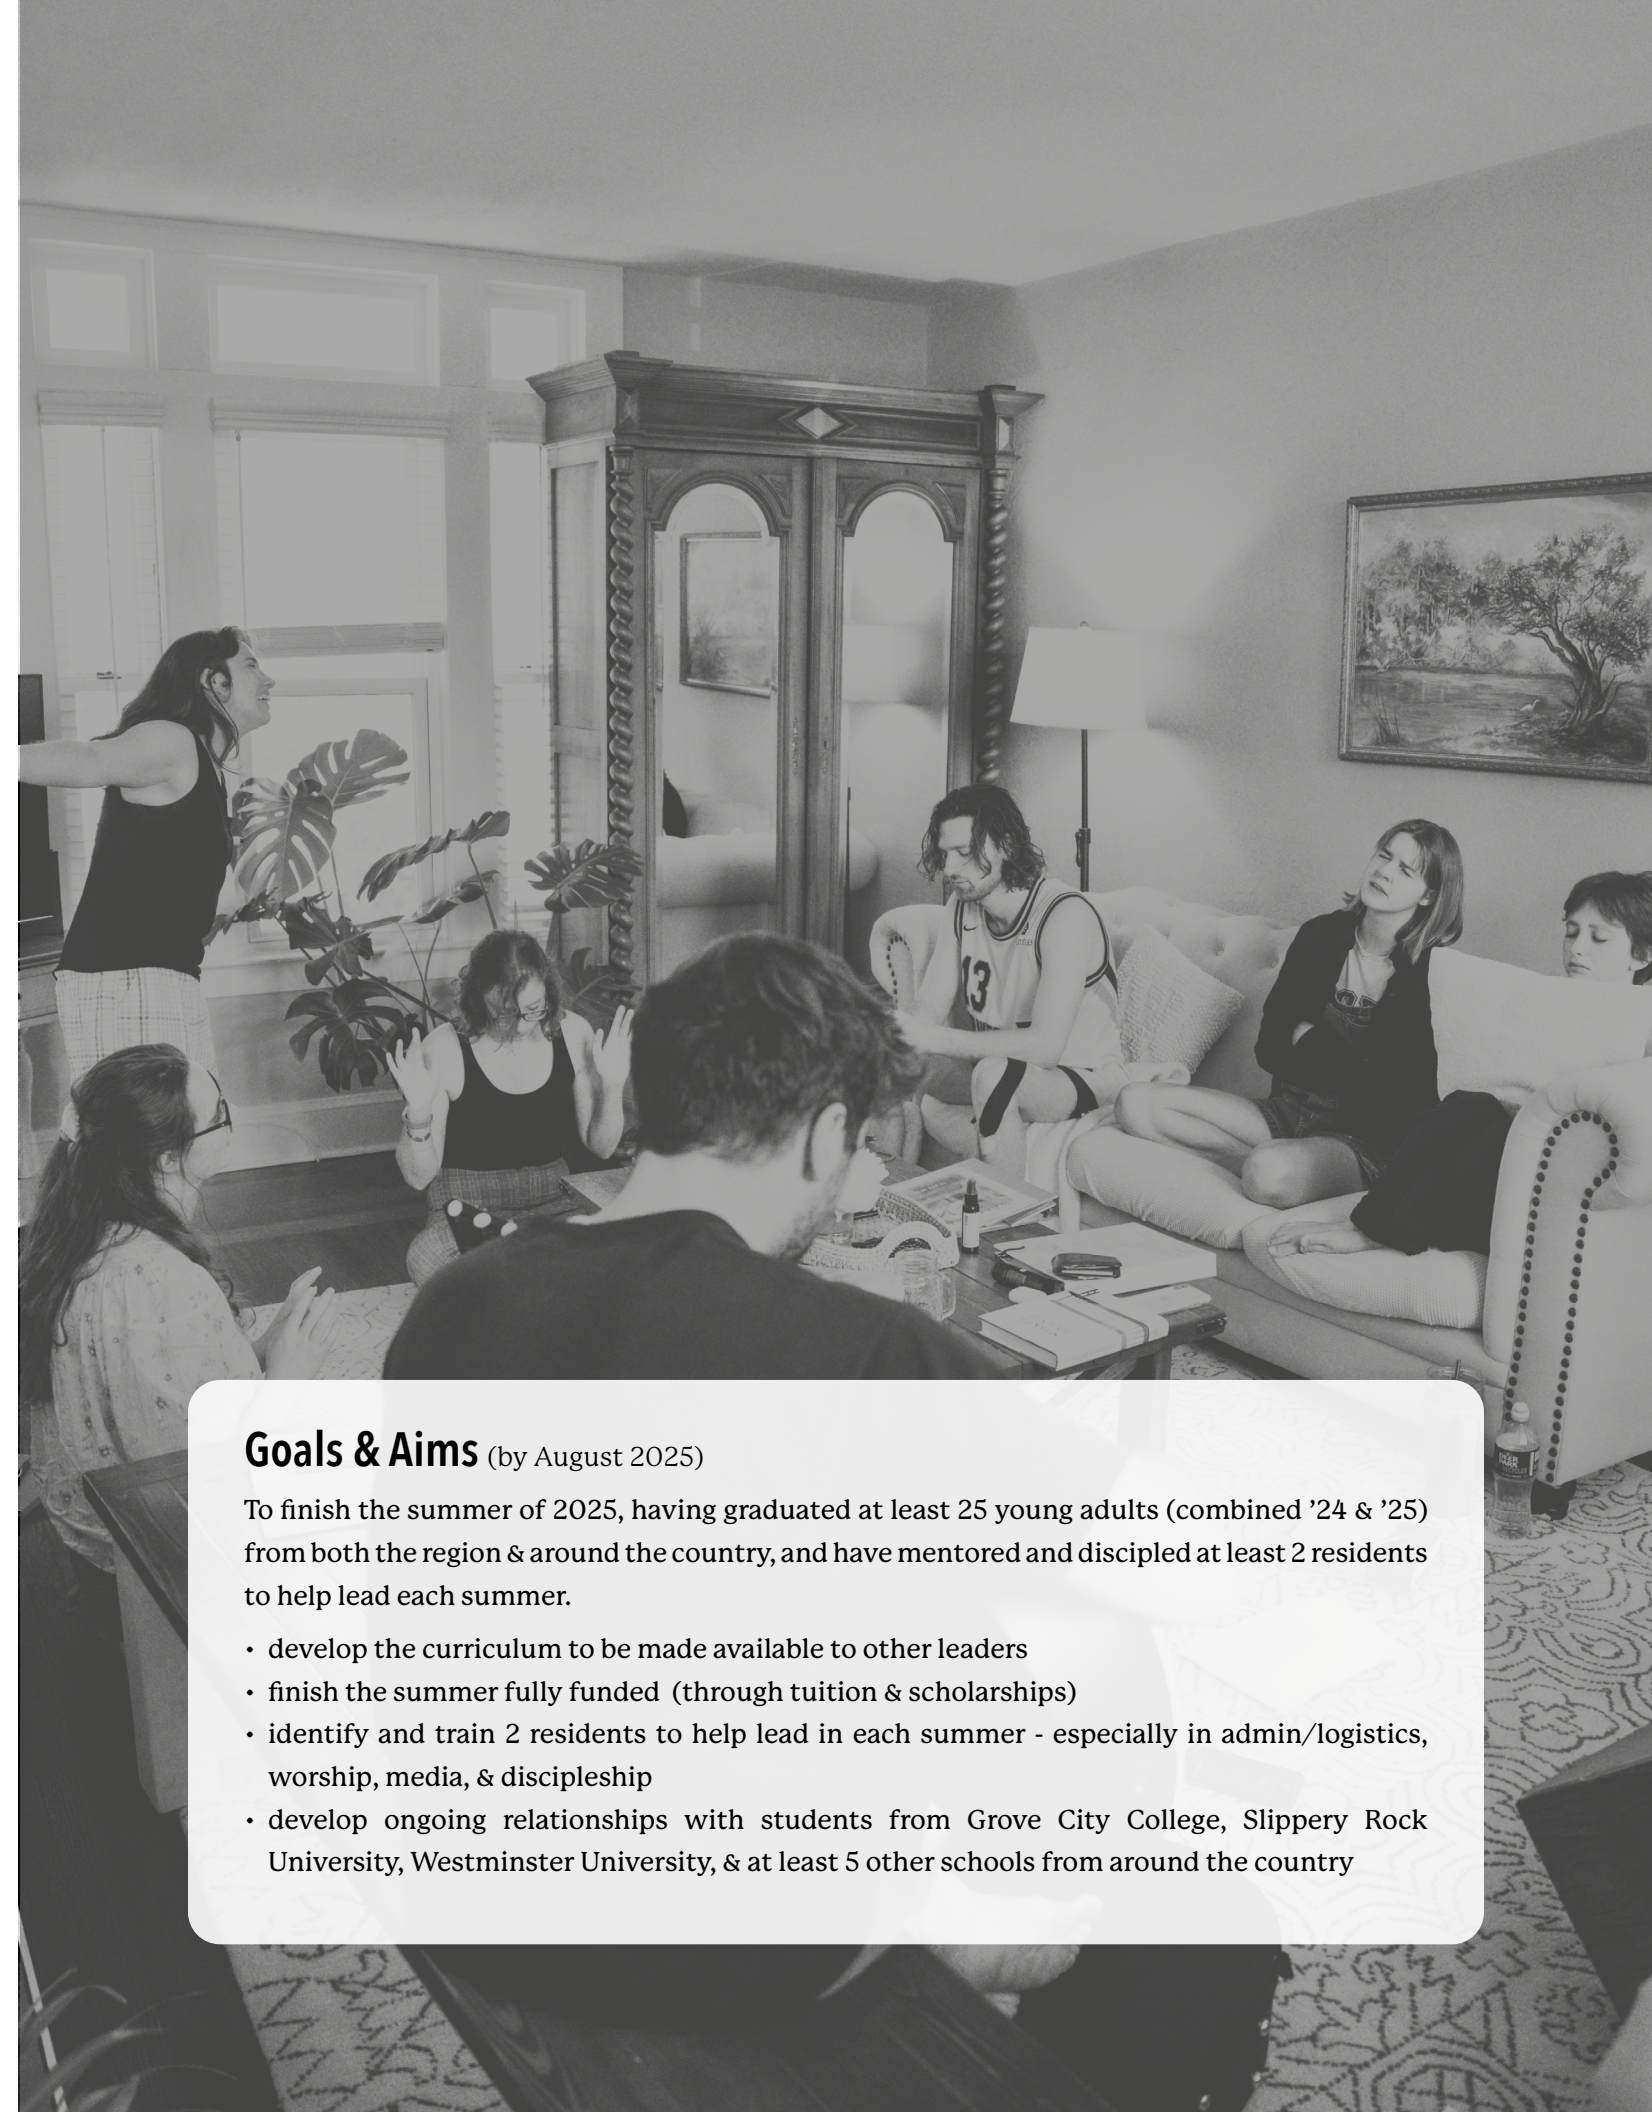 13
DEER
PARK
Goals & Aims (by August 2025)
To finish the summer of 2025, having graduated at least 25 young adults (combined ’24 & ’25)
from both the region & around the country, and have mentored and discipled at least 2 residents
to help lead each summer.
• develop the curriculum to be made available to other leaders
• finish the summer fully funded (through tuition & scholarships)
• identify and train 2 residents to help lead in each summer - especially in admin/logistics,
worship, media, & discipleship
• develop ongoing relationships with students from Grove City College, Slippery Rock
University, Westminster University, & at least 5 other schools from around the country